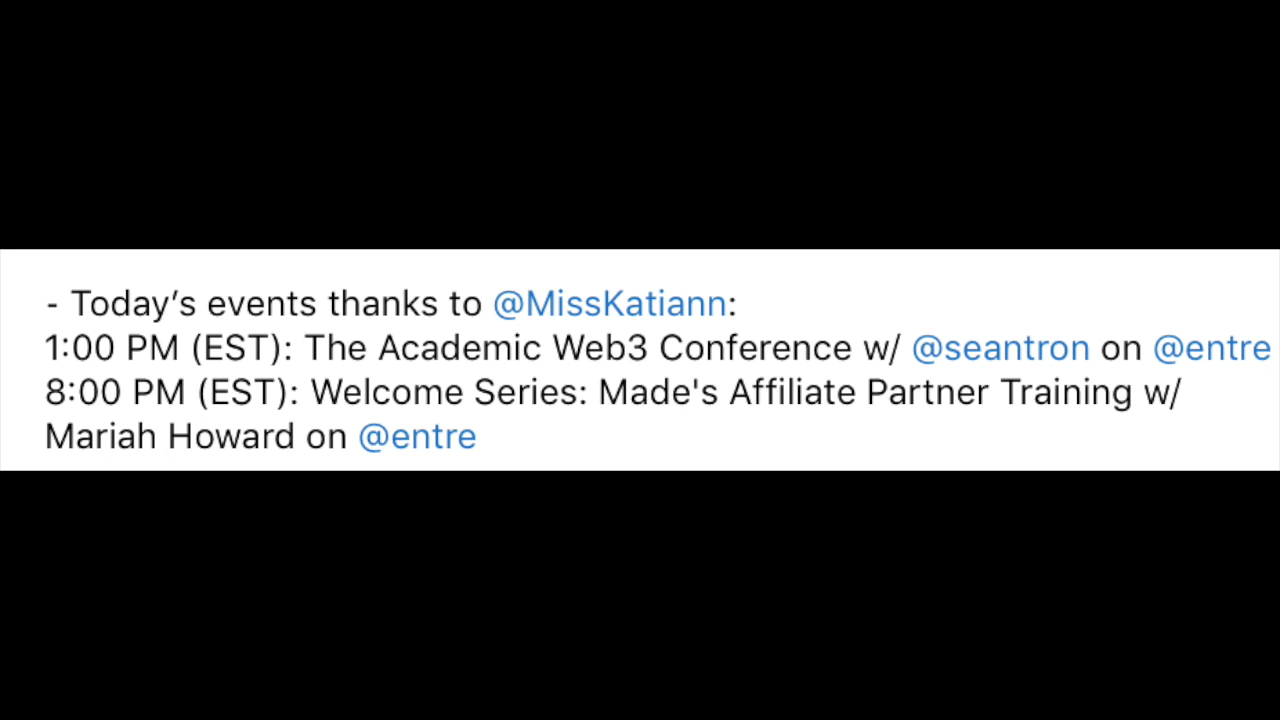 - Today’s events thanks to @MissKatiann:
1:00 PM (EST): The Academic Web3 Conference w/ @seantron on @entre
8:00 PM (EST): Welcome Series: Made's Affiliate Partner Training w/
Mariah Howard on @entre